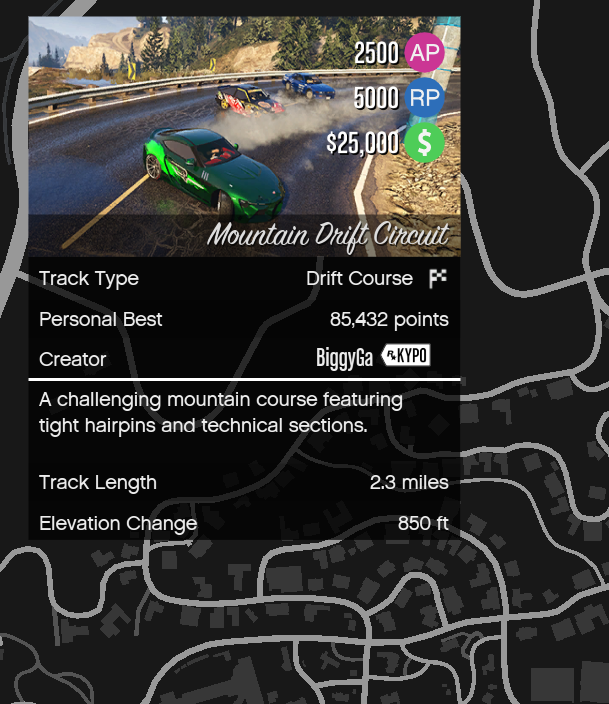 2500 AP
5000 RP
$25,000 $
Mountain Drift Circuit
Track Type Drift Course
Personal Best 85,432 points
Creator BiggyGa KYPO
A challenging mountain course featuring
tight hairpins and technical sections.
Track Length 2.3 miles
Elevation Change 850 ft